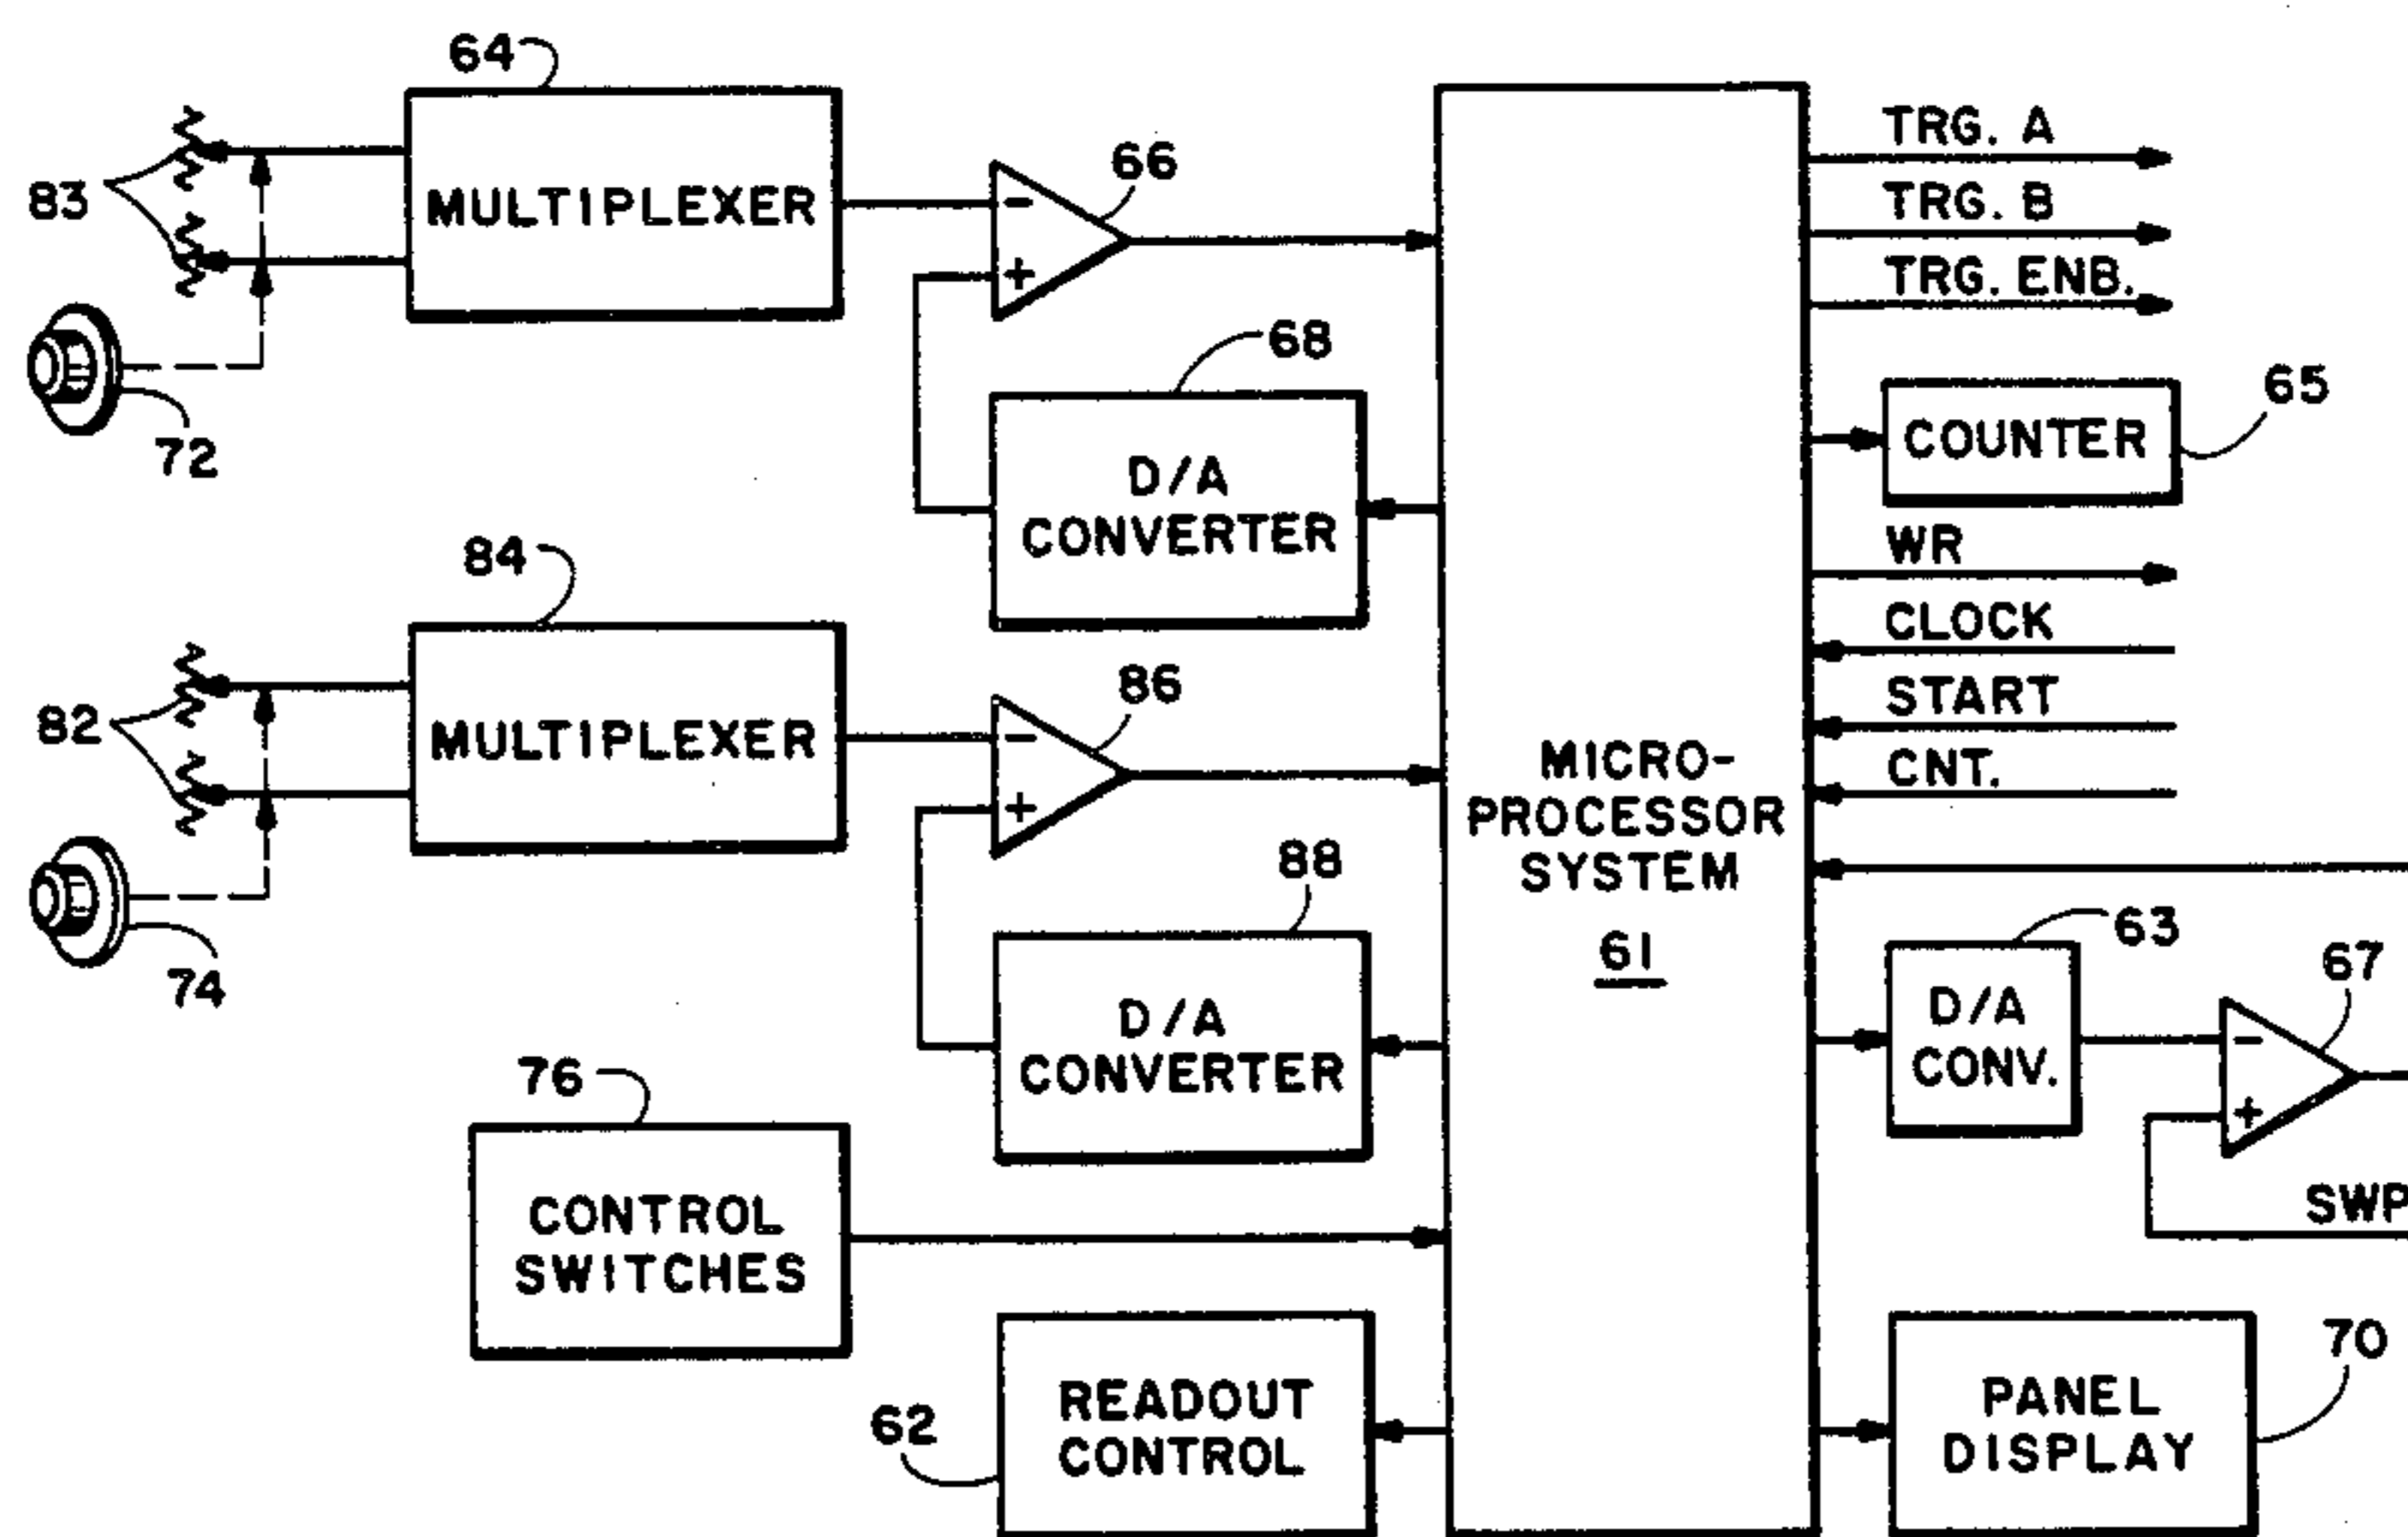 64
83
MULTIPLEXER
72
66
-
+
68
D/A
CONVERTER
84
82
MULTIPLEXER
74
86
-
+
88
D/A
CONVERTER
76
CONTROL
SWITCHES
62
READOUT
CONTROL
MICRO-
PROCESSOR
SYSTEM
61
TRG. A
TRG. B
TRG. ENB.
COUNTER
65
WR
CLOCK
START
CNT.
63
D/A
CONV.
67
-
+
SWP
70
PANEL
DISPLAY